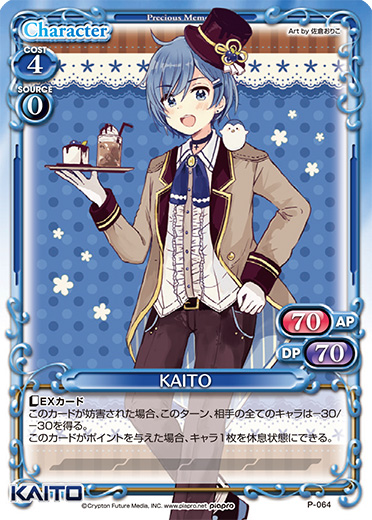 Precious Mem
Character
Art by 佐倉おりこ
COST
4
SOURCE
0
70 AP
DP 70
KAITO
EXカード
このカードが妨害された場合、このターン、相手の全てのキャラは−30/
−30を得る。
このカードがポイントを与えた場合、キャラ1枚を休息状態にできる。
KAITO
©Crypton Future Media, INC. www.piapro.net piapro
P-064